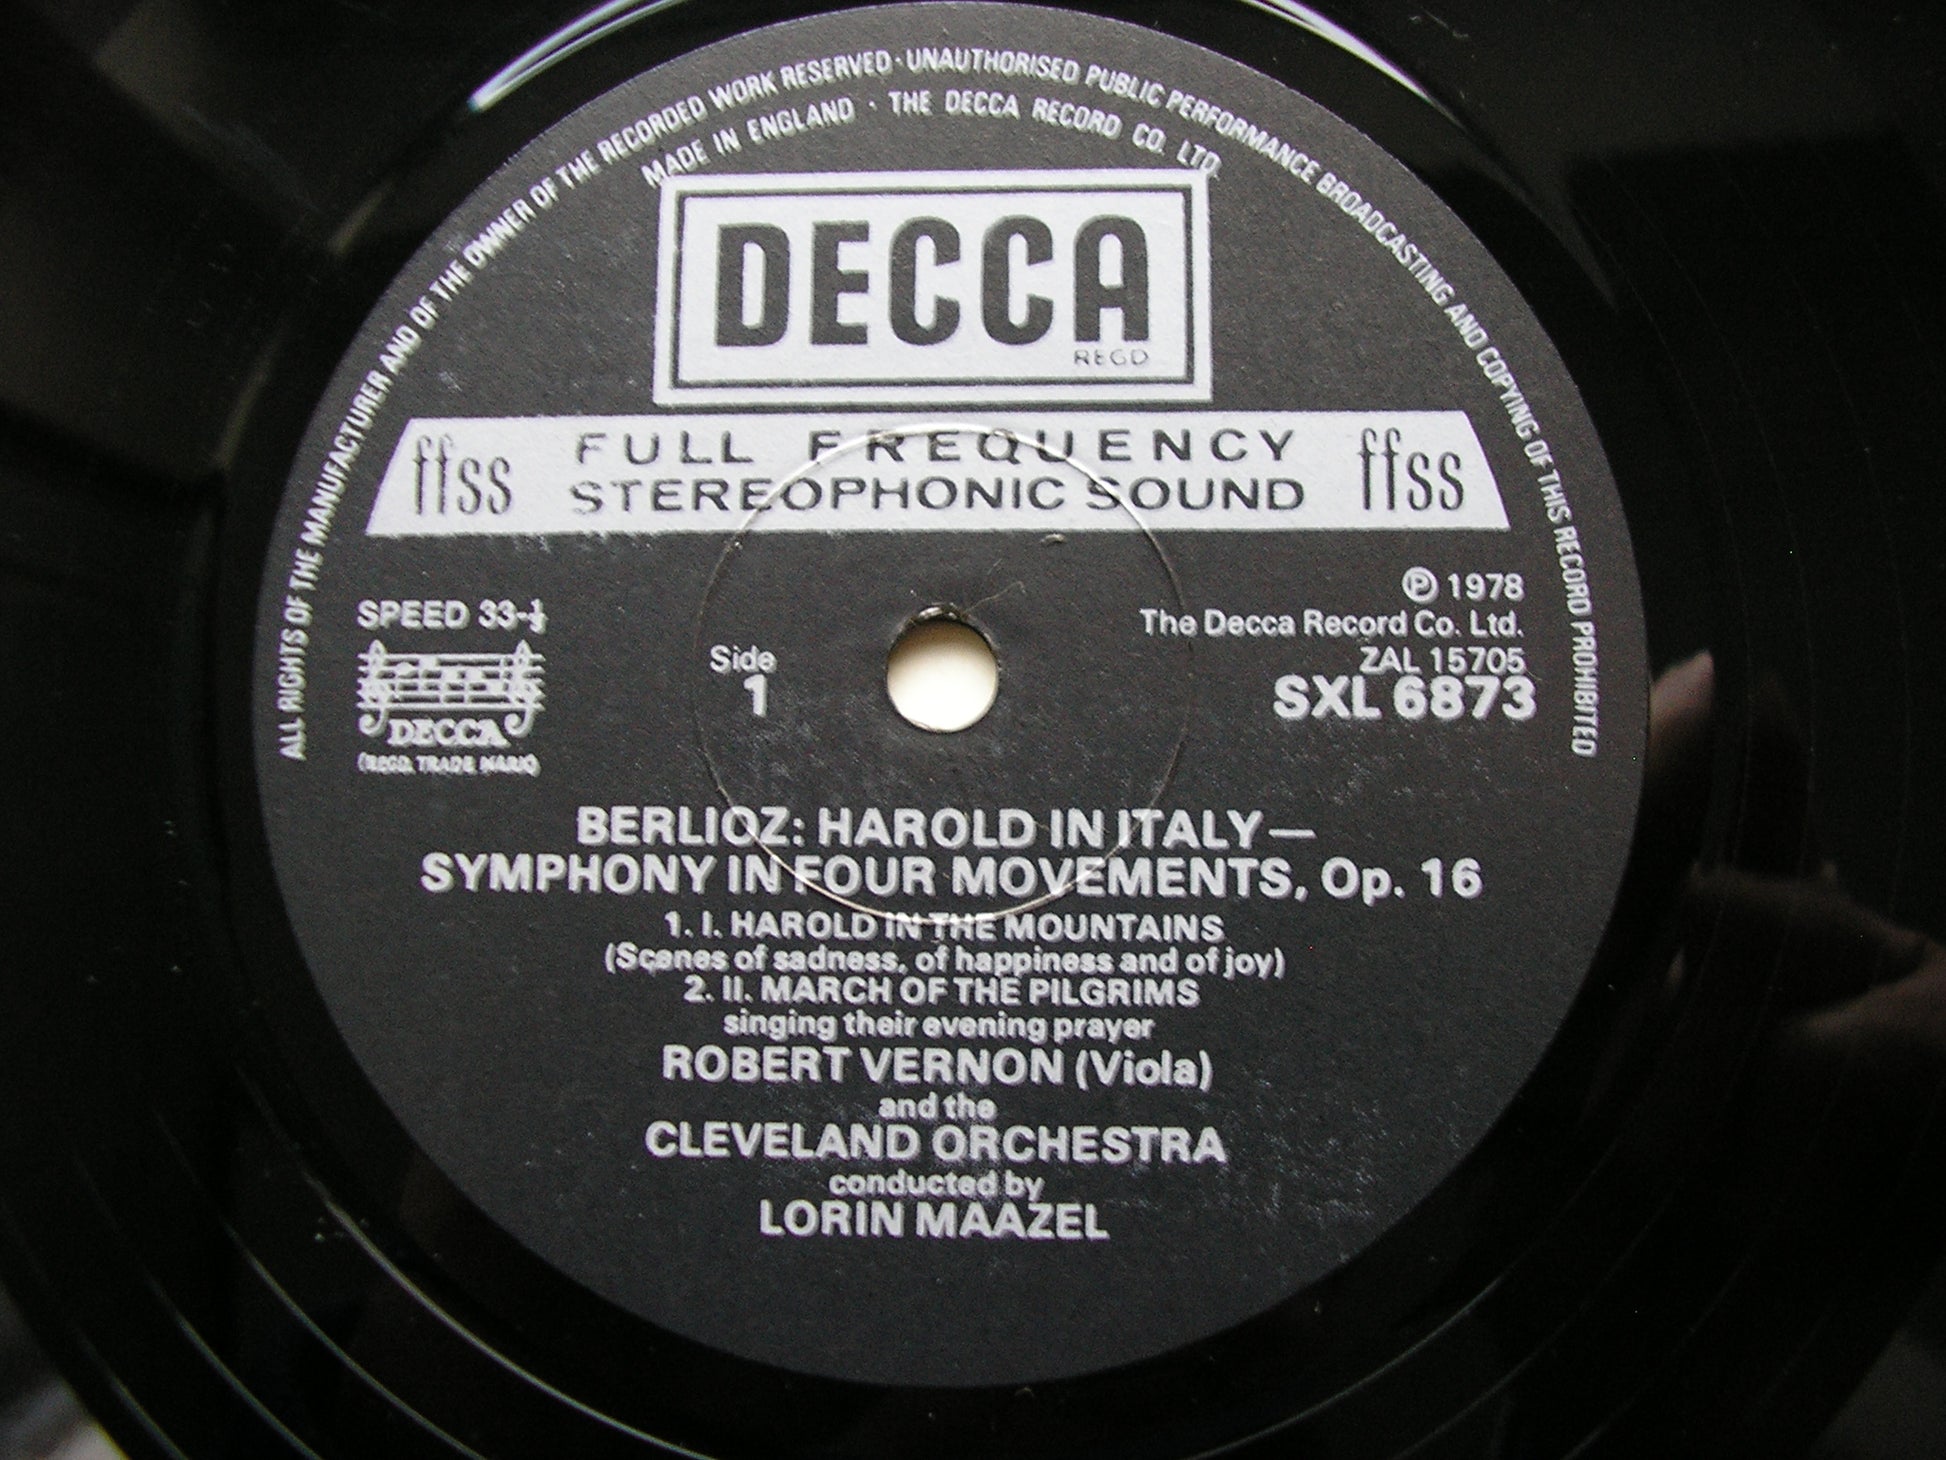 ALL RIGHTS OF THE MANUFACTURER AND OF THE OWNER OF THE RECORDED WORK RESERVED · UNAUTHORISED PUBLIC PERFORMANCE BROADCASTING AND COPYING OF THIS RECORD PROHIBITED
MADE IN ENGLAND · THE DECCA RECORD CO. LTD.
DECCA
REGD
ffss FULL FREQUENCY ffss
STEREOPHONIC SOUND
SPEED 33-⅓
DECCA
(REGD. TRADE MARK)
Side
1
℗ 1978
The Decca Record Co. Ltd.
ZAL 15705
SXL 6873
BERLIOZ: HAROLD IN ITALY—
SYMPHONY IN FOUR MOVEMENTS, Op. 16
1. I. HAROLD IN THE MOUNTAINS
(Scenes of sadness, of happiness and of joy)
2. II. MARCH OF THE PILGRIMS
singing their evening prayer
ROBERT VERNON (Viola)
and the
CLEVELAND ORCHESTRA
conducted by
LORIN MAAZEL